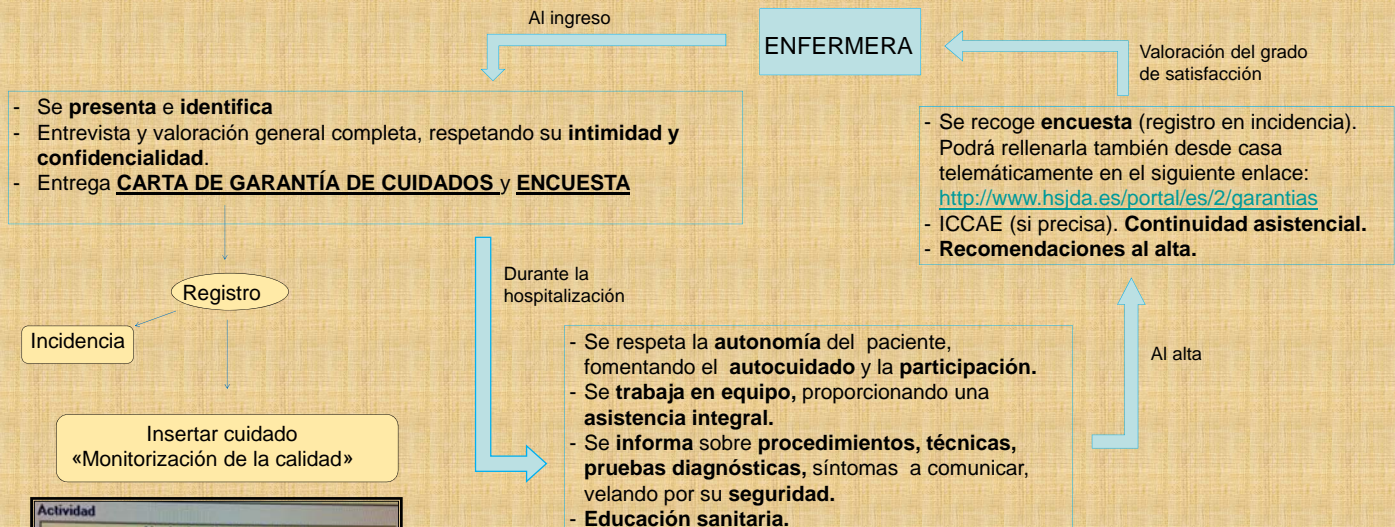 Al ingreso
ENFERMERA
Valoración del grado
de satisfacción
- Se presenta e identifica
- Entrevista y valoración general completa, respetando su intimidad y
confidencialidad.
- Entrega CARTA DE GARANTÍA DE CUIDADOS y ENCUESTA
- Se recoge encuesta (registro en incidencia).
Podrá rellenarla también desde casa
telemáticamente en el siguiente enlace:
http://www.hsjda.es/portal/es/2/garantias
- ICCAE (si precisa). Continuidad asistencial.
- Recomendaciones al alta.
Registro
Incidencia
Insertar cuidado
«Monitorización de la calidad»
Durante la
hospitalización
- Se respeta la autonomía del paciente,
fomentando el autocuidado y la participación.
- Se trabaja en equipo, proporcionando una
asistencia integral.
- Se informa sobre procedimientos, técnicas,
pruebas diagnósticas, síntomas a comunicar,
velando por su seguridad.
- Educación sanitaria.
Al alta
Actividad